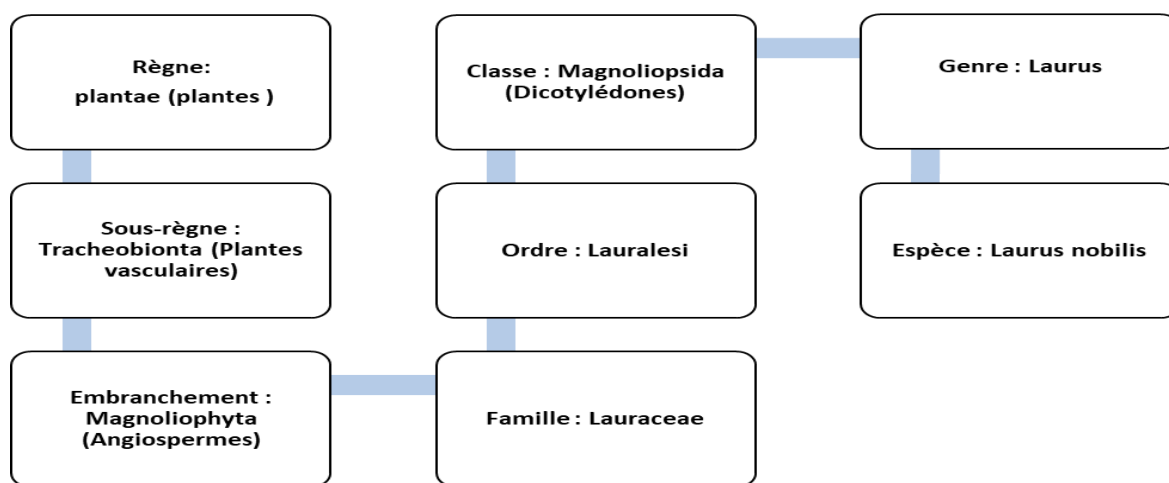 Règne:
plantae (plantes )
Sous-règne :
Tracheobionta (Plantes
vasculaires)
Embranchement :
Magnoliophyta
(Angiospermes)
Famille : Lauraceae
Ordre : Lauralesi
Classe : Magnoliopsida
(Dicotylédones)
Genre : Laurus
Espèce : Laurus nobilis